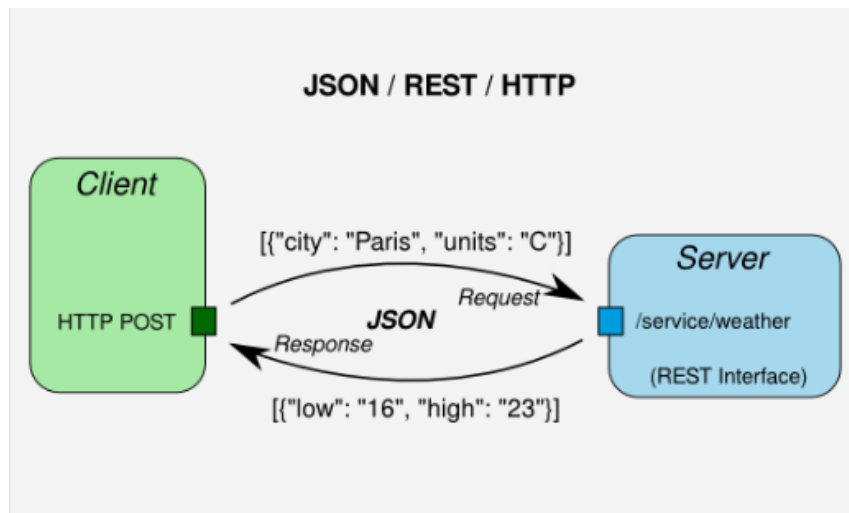 JSON / REST / HTTP
Client
[{"city": "Paris", "units": "C"}]
Server
Request
HTTP POST
JSON
/service/weather
Response
(REST Interface)
[{"low": "16", "high": "23"}]